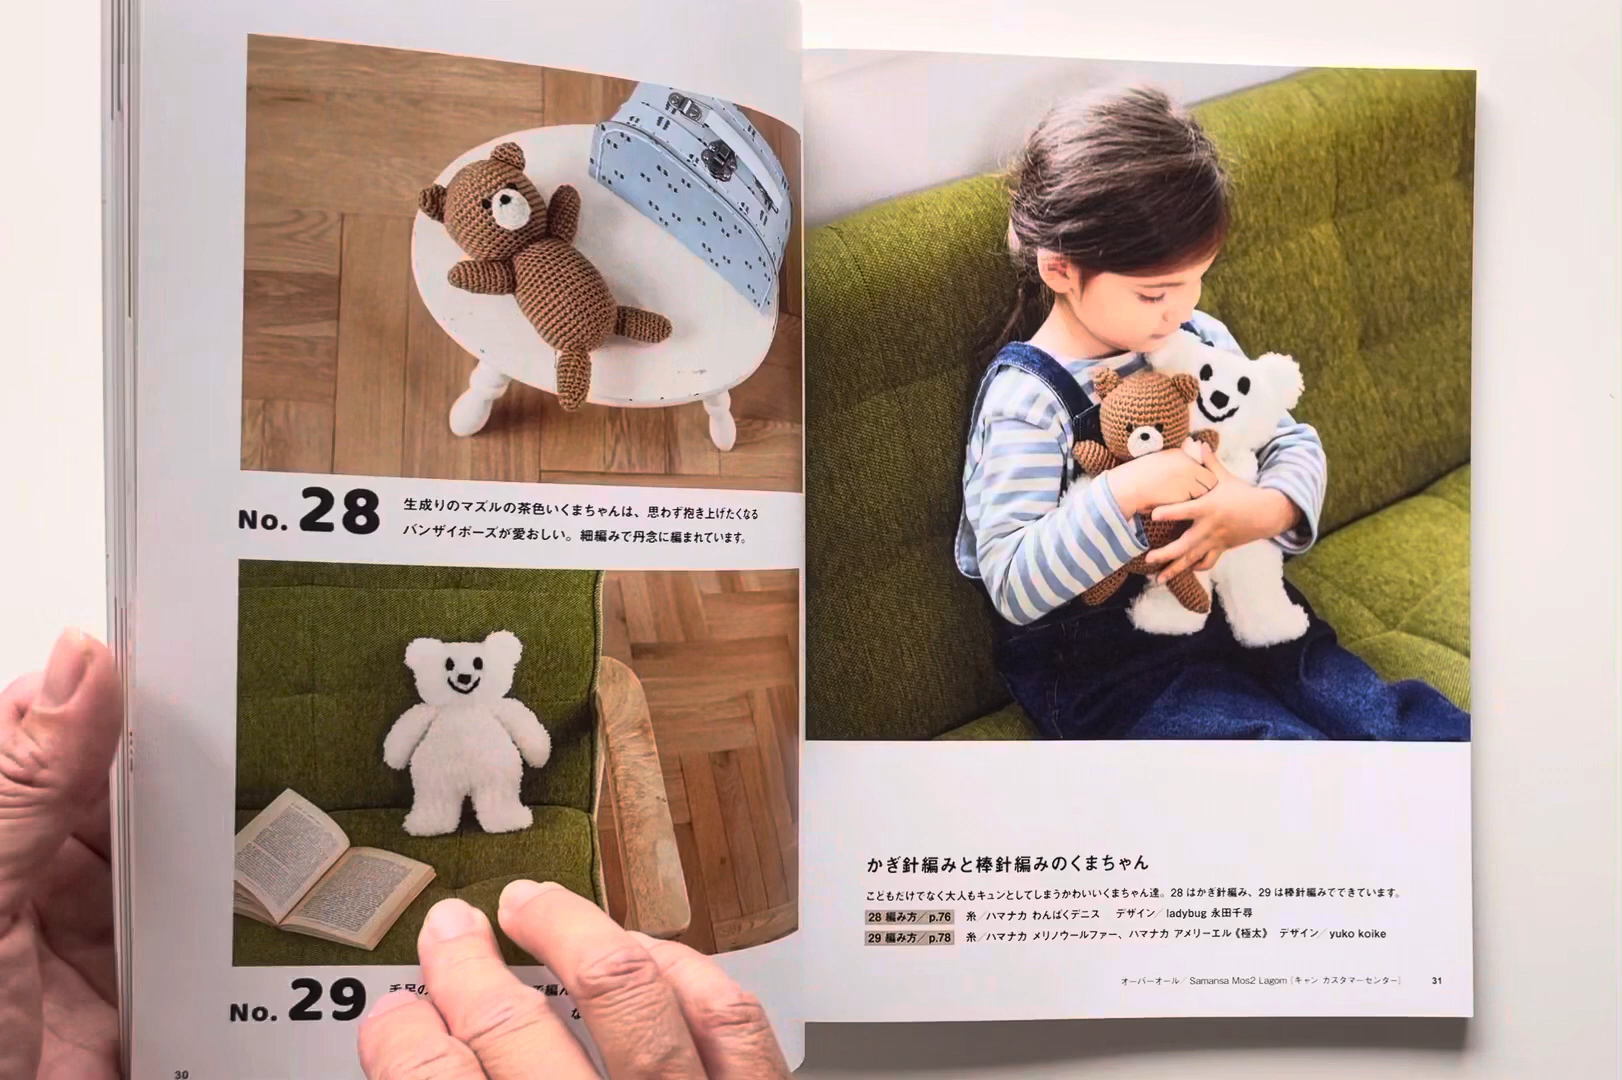 No. 28
生成りのマズルの茶色いくまちゃんは、思わず抱き上げたくなる
バンザイポーズが愛おしい。細編みで丹念に編まれています。
No. 29
手足の
で編ん
な
30
かぎ針編みと棒針編みのくまちゃん
こどもだけでなく大人もキュンとしてしまうかわいいくまちゃん達。28 はかぎ針編み、29 は棒針編みでできています。
28 編み方／p.76 糸／ハマナカ わんぱくデニス デザイン／ladybug 永田千尋
29 編み方／p.78 糸／ハマナカ メリノウールファー、ハマナカ アメリーエル《極太》 デザイン／yuko koike
オーバーオール／Samansa Mos2 Lagom［キャン カスタマーセンター］
31